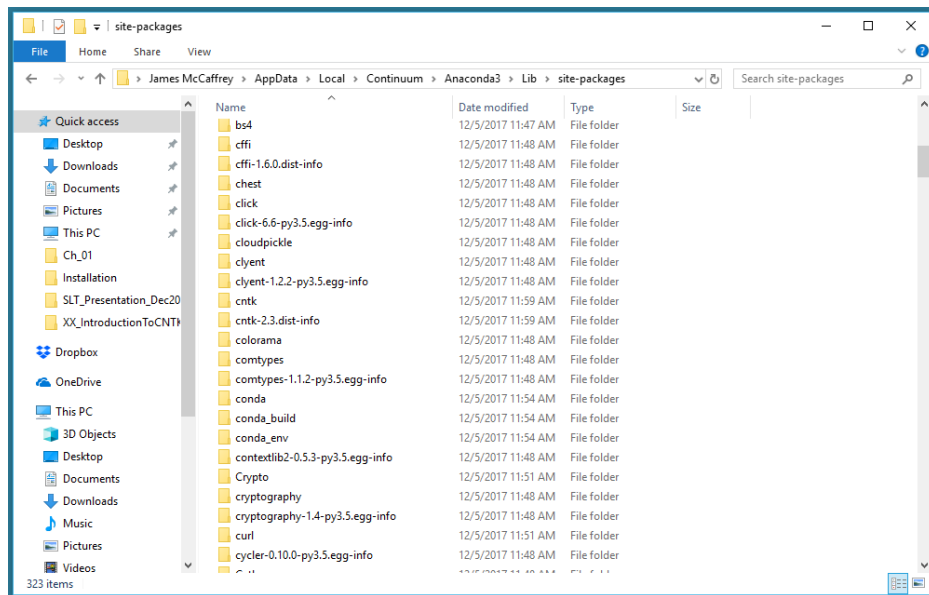 site-packages
File Home Share View
James McCaffrey > AppData > Local > Continuum > Anaconda3 > Lib > site-packages
Search site-packages
Quick access
Desktop
Downloads
Documents
Pictures
This PC
Ch_01
Installation
SLT_Presentation_Dec20
XX_IntroductionToCNTK
Dropbox
OneDrive
This PC
3D Objects
Desktop
Documents
Downloads
Music
Pictures
Videos
Name Date modified Type Size
bs4 12/5/2017 11:47 AM File folder
cffi 12/5/2017 11:48 AM File folder
cffi-1.6.0.dist-info 12/5/2017 11:48 AM File folder
chest 12/5/2017 11:48 AM File folder
click 12/5/2017 11:48 AM File folder
click-6.6-py3.5.egg-info 12/5/2017 11:48 AM File folder
cloudpickle 12/5/2017 11:48 AM File folder
clyent 12/5/2017 11:48 AM File folder
clyent-1.2.2-py3.5.egg-info 12/5/2017 11:48 AM File folder
cntk 12/5/2017 11:59 AM File folder
cntk-2.3.dist-info 12/5/2017 11:59 AM File folder
colorama 12/5/2017 11:48 AM File folder
comtypes 12/5/2017 11:48 AM File folder
comtypes-1.1.2-py3.5.egg-info 12/5/2017 11:48 AM File folder
conda 12/5/2017 11:54 AM File folder
conda_build 12/5/2017 11:54 AM File folder
conda_env 12/5/2017 11:54 AM File folder
contextlib2-0.5.3-py3.5.egg-info 12/5/2017 11:48 AM File folder
Crypto 12/5/2017 11:51 AM File folder
cryptography 12/5/2017 11:48 AM File folder
cryptography-1.4-py3.5.egg-info 12/5/2017 11:48 AM File folder
curl 12/5/2017 11:51 AM File folder
cycler-0.10.0-py3.5.egg-info 12/5/2017 11:48 AM File folder
323 items